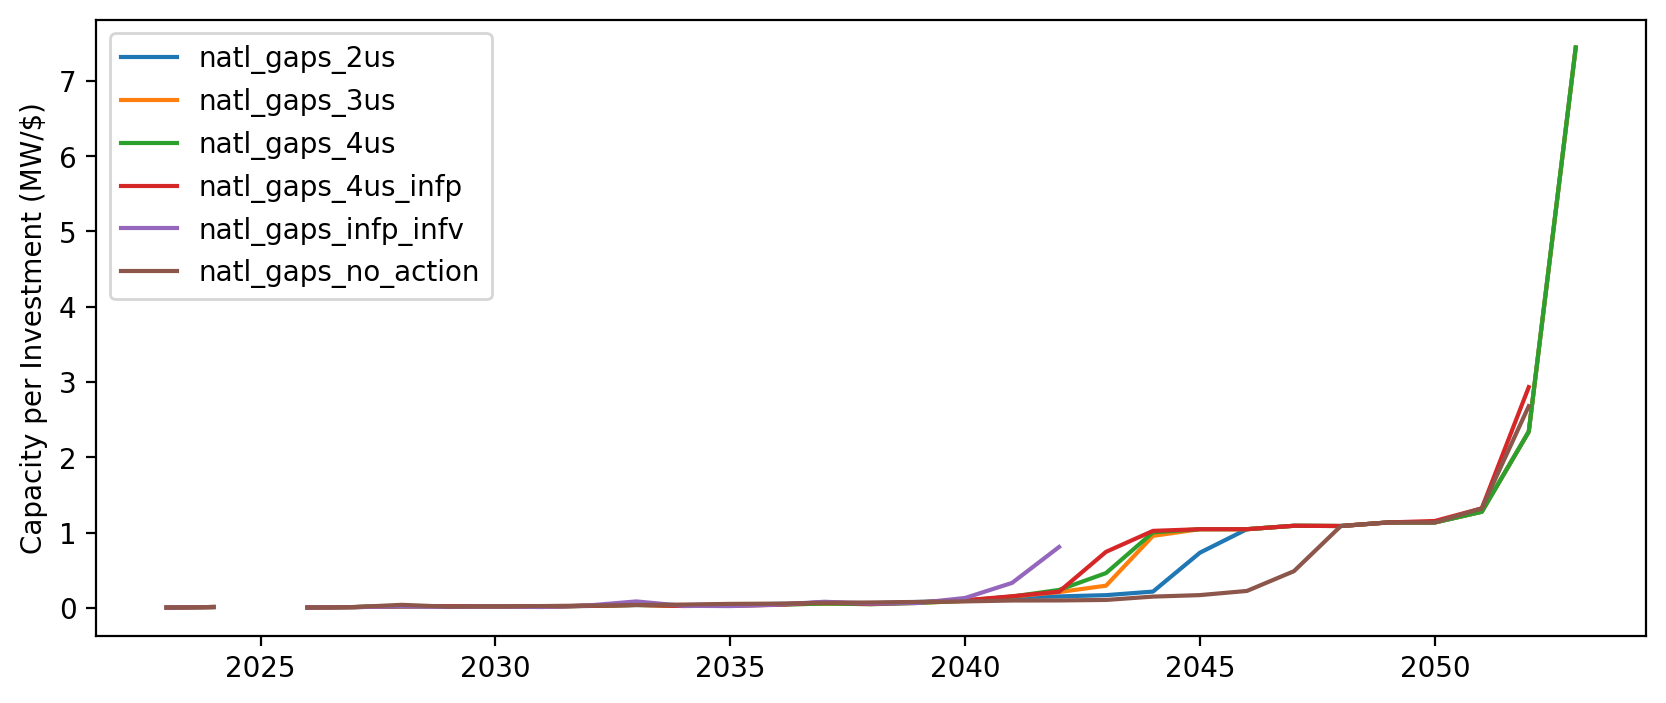 Capacity per Investment (MW/$)
7
6
5
4
3
2
1
0
natl_gaps_2us
natl_gaps_3us
natl_gaps_4us
natl_gaps_4us_infp
natl_gaps_infp_infv
natl_gaps_no_action
2025 2030 2035 2040 2045 2050